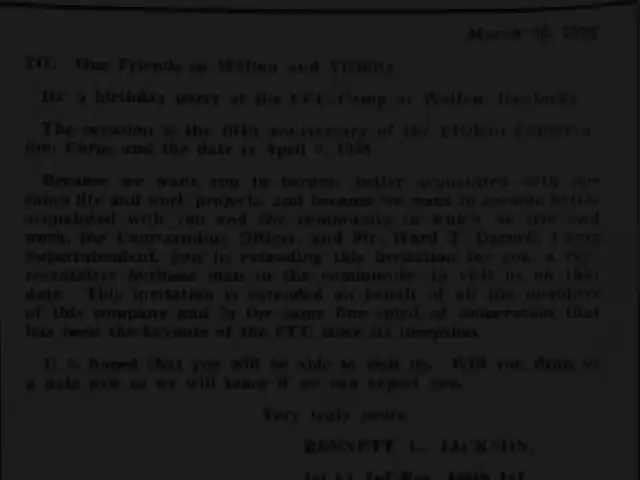 March 1938
TO: Our Friends in Walton and Vicinity
Its a birthday party at the CCC Camp at Walton, Kentucky.
The occasion is the fifth anniversary of the Civilian Conserva-
tion Corps and the date is April 1938.
Because we want you to become better acquainted with our
camp life and work projects, and because we want to become better
acquainted with you and the community in which we live and
work, the Commanding Officer, and Mr. Ward T. Camp
Superintendent, join in extending this invitation for you, a rep-
resentative business man in the community, to visit us on that
date. This invitation is extended on behalf of all the members
of this company and in the same fine spirit of cooperation that
has been the keynote of the CCC since its inception.
It is hoped that you will be able to visit us. Will you drop us
a note now so we will know if we can expect you.
Very truly yours,
BENNETT L. JACKSON,
1st Lt. Inf-Res.